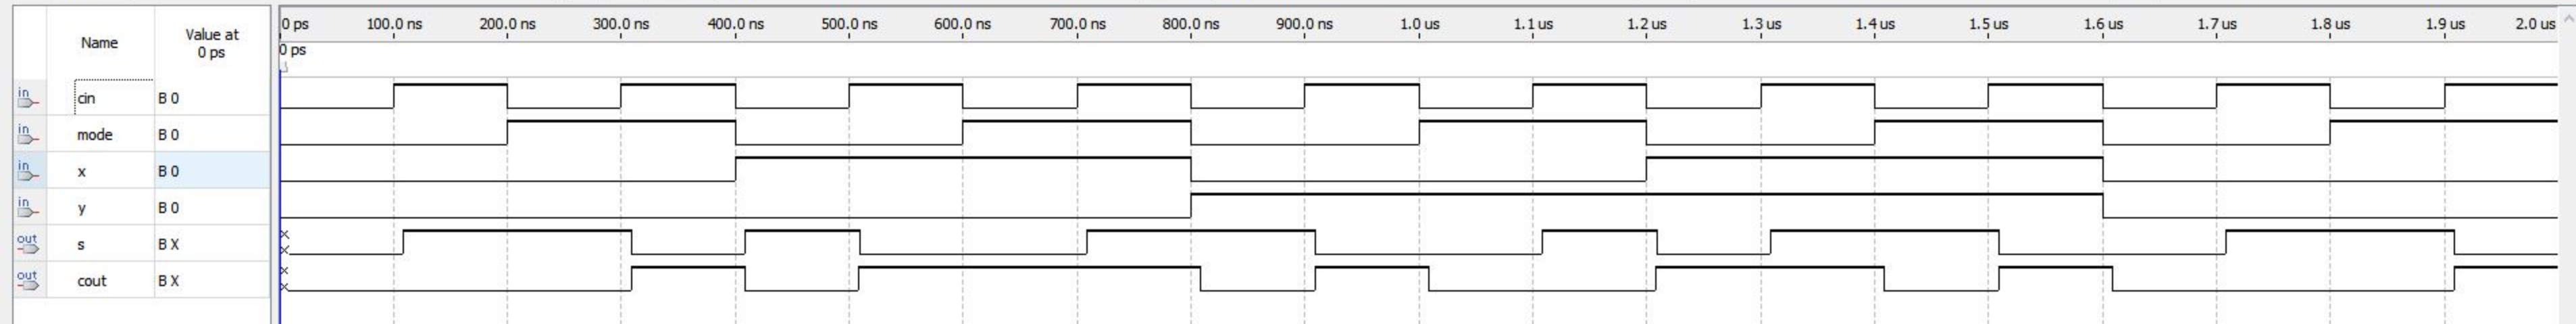 Name Value at 0 ps
0 ps 100.0 ns 200.0 ns 300.0 ns 400.0 ns 500.0 ns 600.0 ns 700.0 ns 800.0 ns 900.0 ns 1.0 us 1.1 us 1.2 us 1.3 us 1.4 us 1.5 us 1.6 us 1.7 us 1.8 us 1.9 us 2.0 us
0 ps
in cin B 0
in mode B 0
in x B 0
in y B 0
out s B X
out cout B X